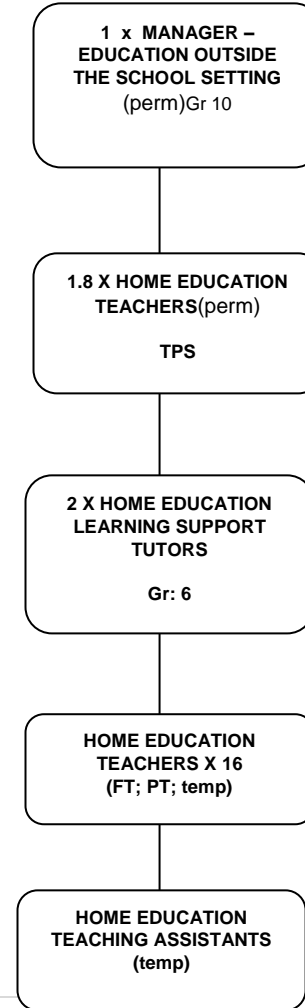 1 x MANAGER –
EDUCATION OUTSIDE
THE SCHOOL SETTING
(perm)Gr 10
1.8 X HOME EDUCATION
TEACHERS(perm)
TPS
2 X HOME EDUCATION
LEARNING SUPPORT
TUTORS
Gr: 6
HOME EDUCATION
TEACHERS X 16
(FT; PT; temp)
HOME EDUCATION
TEACHING ASSISTANTS
(temp)